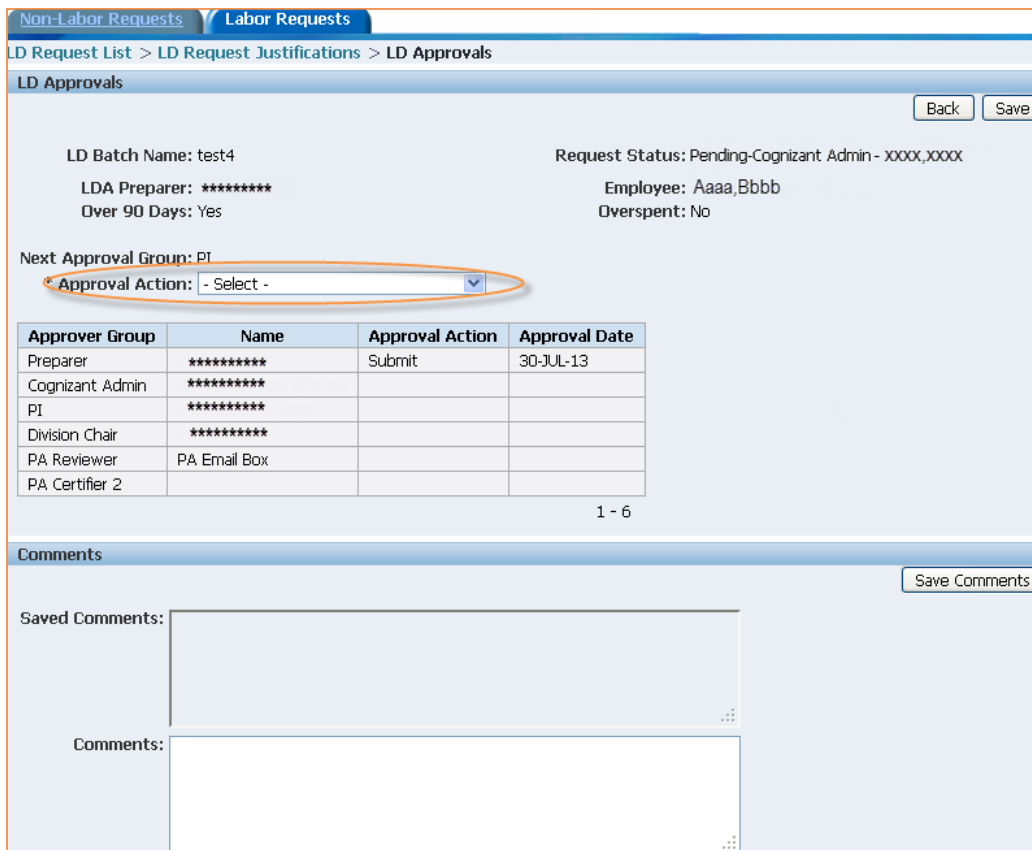 Non-Labor Requests Labor Requests
LD Request List > LD Request Justifications > LD Approvals
LD Approvals
Back Save
LD Batch Name: test4 Request Status: Pending-Cognizant Admin - XXXX,XXXX
LDA Preparer: ********* Employee: Aaaa,Bbbb
Over 90 Days: Yes Overspent: No
Next Approval Group: PI
* Approval Action: - Select -
Approver Group Name Approval Action Approval Date
Preparer ********** Submit 30-JUL-13
Cognizant Admin **********
PI **********
Division Chair **********
PA Reviewer PA Email Box
PA Certifier 2
1 - 6
Comments
Save Comments
Saved Comments:
Comments: